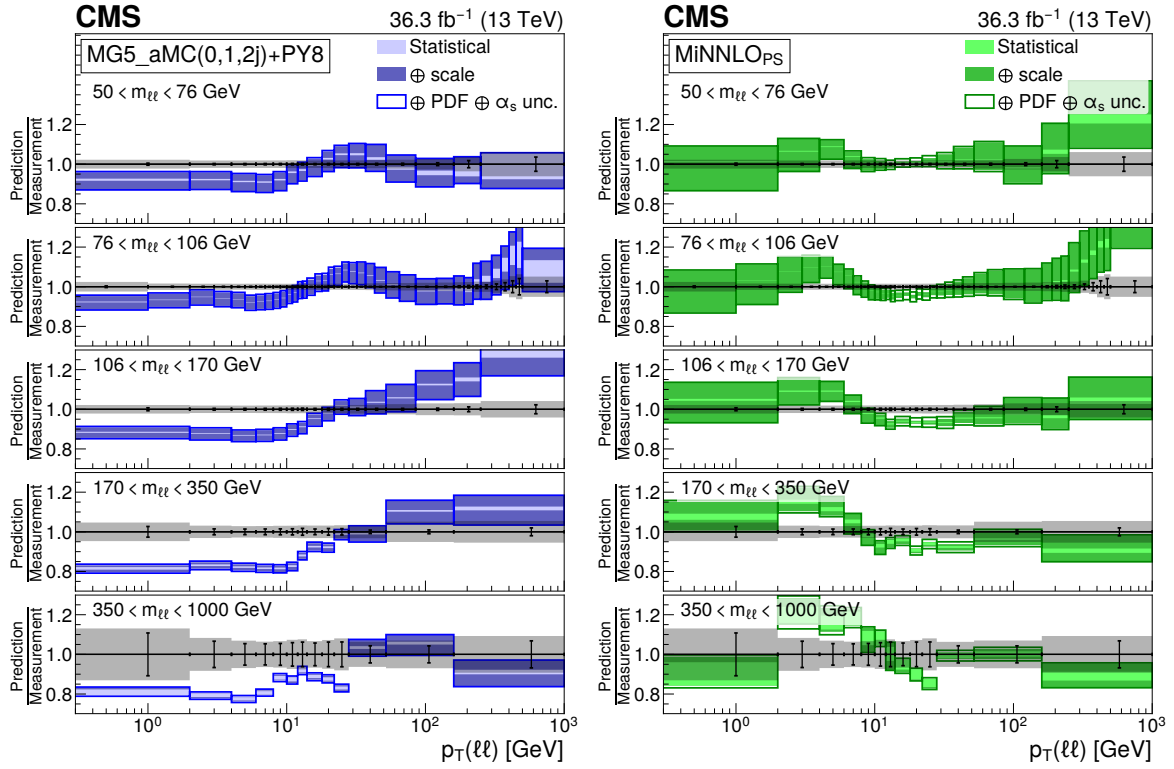 CMS 36.3 fb⁻¹ (13 TeV)
MG5_aMC(0,1,2j)+PY8
Statistical
⊕ scale
⊕ PDF ⊕ αₛ unc.
50 < mℓℓ < 76 GeV
Prediction
Measurement
1.2
1.0
0.8
76 < mℓℓ < 106 GeV
Prediction
Measurement
1.2
1.0
0.8
106 < mℓℓ < 170 GeV
Prediction
Measurement
1.2
1.0
0.8
170 < mℓℓ < 350 GeV
Prediction
Measurement
1.2
1.0
0.8
350 < mℓℓ < 1000 GeV
Prediction
Measurement
1.2
1.0
0.8
10⁰ 10¹ 10² 10³
p_T(ℓℓ) [GeV]
CMS 36.3 fb⁻¹ (13 TeV)
MiNNLO_PS
Statistical
⊕ scale
⊕ PDF ⊕ αₛ unc.
50 < mℓℓ < 76 GeV
Prediction
Measurement
1.2
1.0
0.8
76 < mℓℓ < 106 GeV
Prediction
Measurement
1.2
1.0
0.8
106 < mℓℓ < 170 GeV
Prediction
Measurement
1.2
1.0
0.8
170 < mℓℓ < 350 GeV
Prediction
Measurement
1.2
1.0
0.8
350 < mℓℓ < 1000 GeV
Prediction
Measurement
1.2
1.0
0.8
10⁰ 10¹ 10² 10³
p_T(ℓℓ) [GeV]